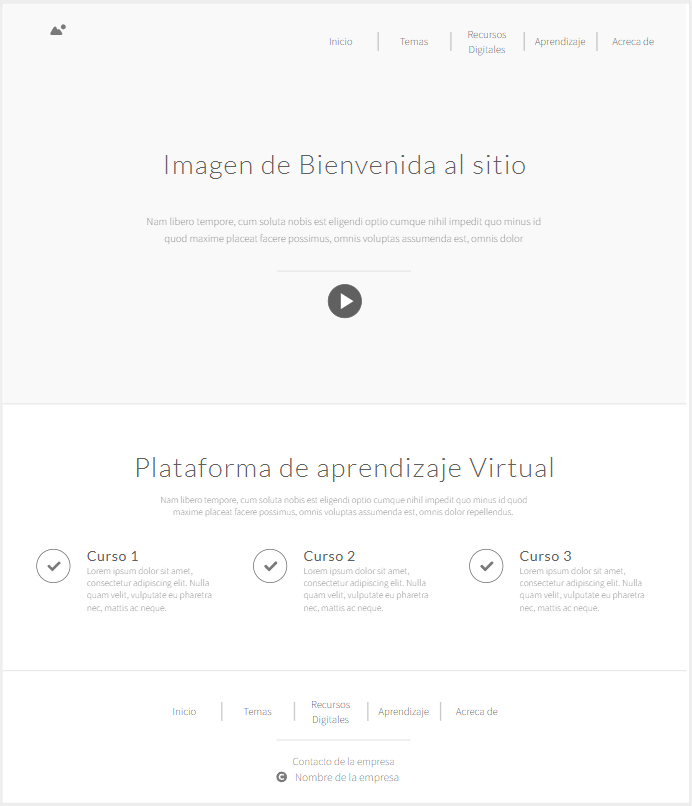 Inicio
Temas
Recursos
Digitales
Aprendizaje
Acreca de
Imagen de Bienvenida al sitio
Nam libero tempore, cum soluta nobis est eligendi optio cumque nihil impedit quo minus id
quod maxime placeat facere possimus, omnis voluptas assumenda est, omnis dolor
Plataforma de aprendizaje Virtual
Nam libero tempore, cum soluta nobis est eligendi optio cumque nihil impedit quo minus id quod
maxime placeat facere possimus, omnis voluptas assumenda est, omnis dolor repellendus.
Curso 1
Lorem ipsum dolor sit amet,
consectetur adipiscing elit. Nulla
quam velit, vulputate eu pharetra
nec, mattis ac neque.
Curso 2
Lorem ipsum dolor sit amet,
consectetur adipiscing elit. Nulla
quam velit, vulputate eu pharetra
nec, mattis ac neque.
Curso 3
Lorem ipsum dolor sit amet,
consectetur adipiscing elit. Nulla
quam velit, vulputate eu pharetra
nec, mattis ac neque.
Inicio
Temas
Recursos
Digitales
Aprendizaje
Acreca de
Contacto de la empresa
© Nombre de la empresa